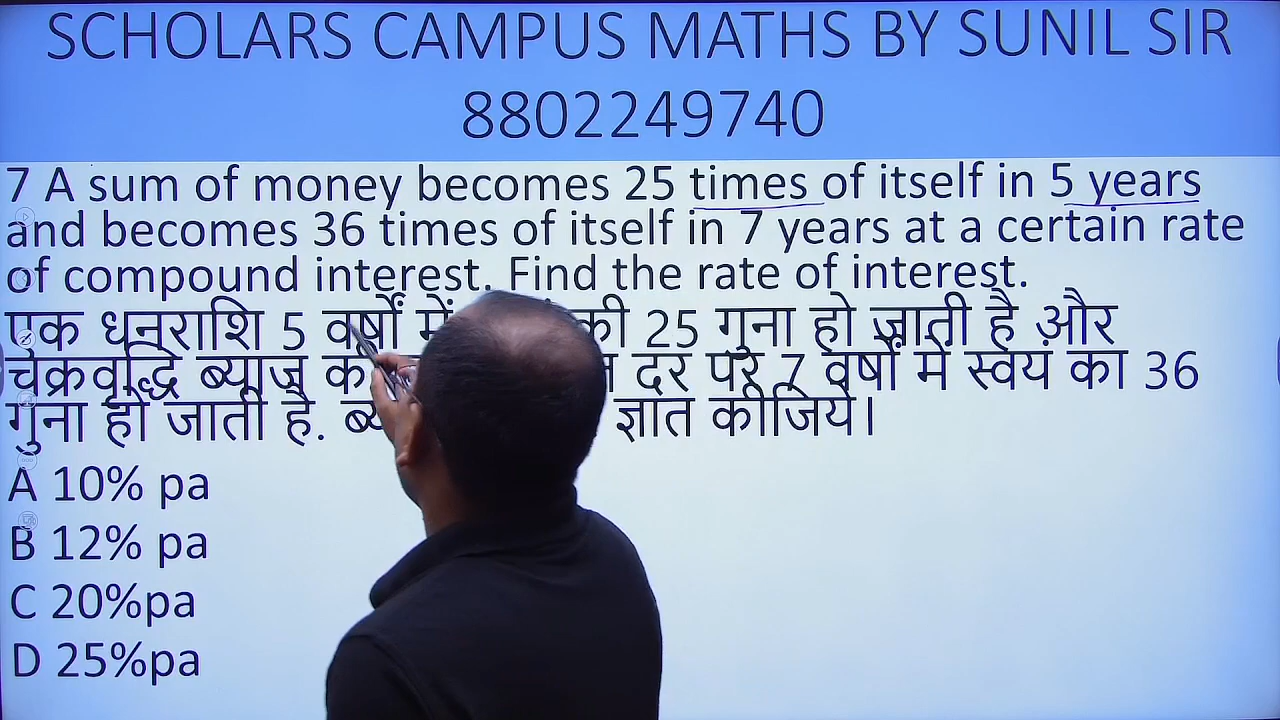 SCHOLARS CAMPUS MATHS BY SUNIL SIR
8802249740
7 A sum of money becomes 25 times of itself in 5 years
and becomes 36 times of itself in 7 years at a certain rate
of compound interest. Find the rate of interest.
एक धनराशि 5 वर्षों में की 25 गुना हो जाती है और
चक्रवृद्धि ब्याज दर पर 7 वर्षों में स्वयं का 36
गुना हो जाती है. ज्ञात कीजिये।
A 10% pa
B 12% pa
C 20%pa
D 25%pa